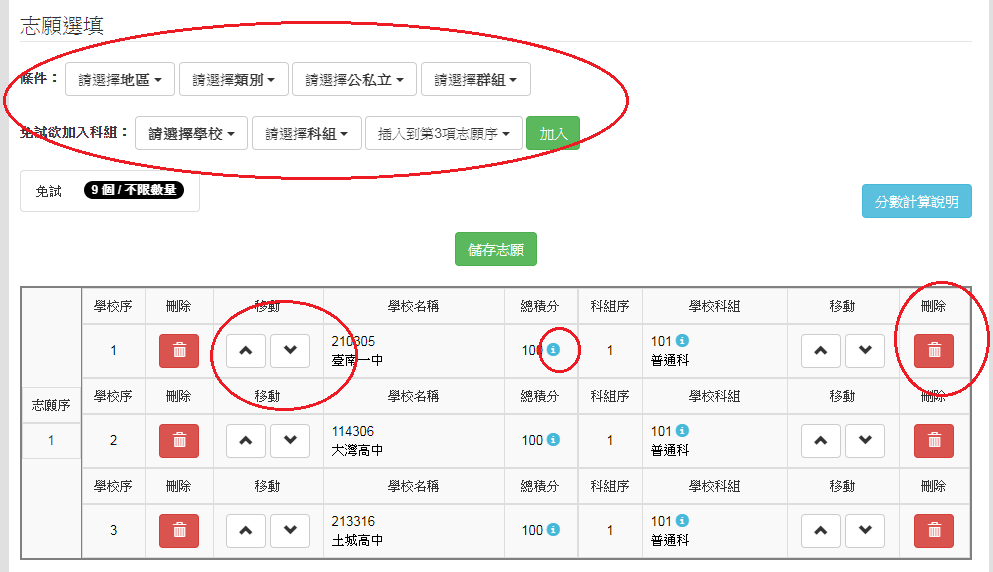 志願選填
條件： 請選擇地區 請選擇類別 請選擇公私立 請選擇群組
免試欲加入科組： 請選擇學校 請選擇科組 插入到第3項志願序 加入
免試 9 個 / 不限數量
分數計算說明
儲存志願
學校序 刪除 移動 學校名稱 總積分 科組序 學校科組 移動 刪除
1 210305 100 1 101
臺南一中 普通科
志願序 學校序 刪除 移動 學校名稱 總積分 科組序 學校科組 移動 刪除
1 2 114306 100 1 101
大灣高中 普通科
學校序 刪除 移動 學校名稱 總積分 科組序 學校科組 移動 刪除
3 213316 100 1 101
土城高中 普通科